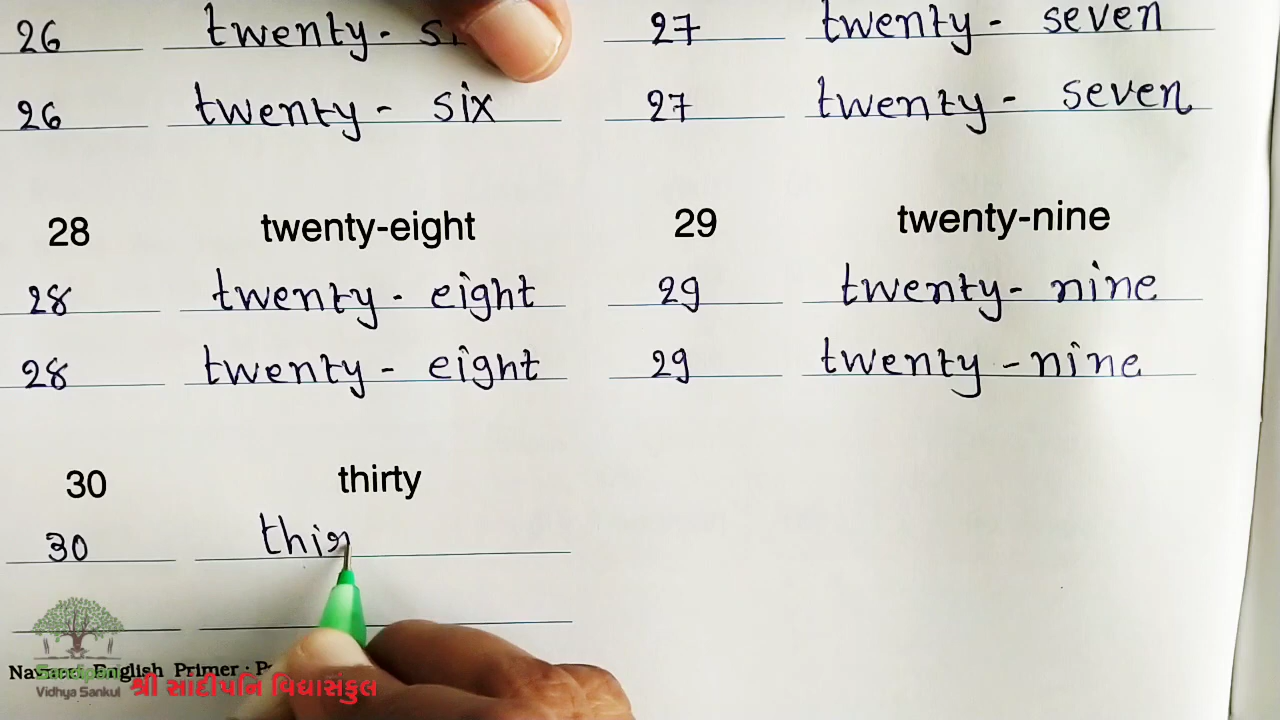 26 twenty- 27 twenty- seven
26 twenty- six 27 twenty- seven
28 twenty-eight 29 twenty-nine
28 twenty- eight 29 twenty- nine
28 twenty- eight 29 twenty-nine
30 thirty
30 thir
English Primer :
Sandipani
Vidhya Sankul શ્રી સાંદીપનિ વિદ્યાસંકુલ